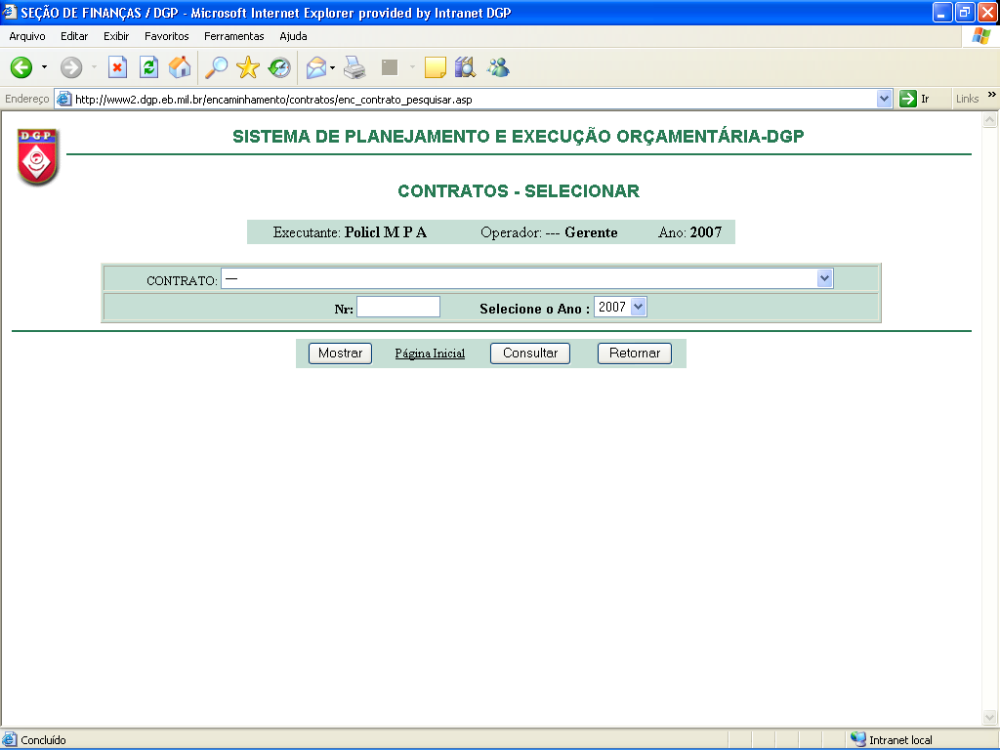 SEÇÃO DE FINANÇAS / DGP - Microsoft Internet Explorer provided by Intranet DGP
Arquivo Editar Exibir Favoritos Ferramentas Ajuda
Endereço http://www2.dgp.eb.mil.br/encaminhamento/contratos/enc_contrato_pesquisar.asp Ir Links »
DGP
SISTEMA DE PLANEJAMENTO E EXECUÇÃO ORÇAMENTÁRIA-DGP
CONTRATOS - SELECIONAR
Executante: Policl M P A Operador: --- Gerente Ano: 2007
CONTRATO: ---
Nr: Selecione o Ano : 2007
Mostrar Página Inicial Consultar Retornar
Concluído Intranet local